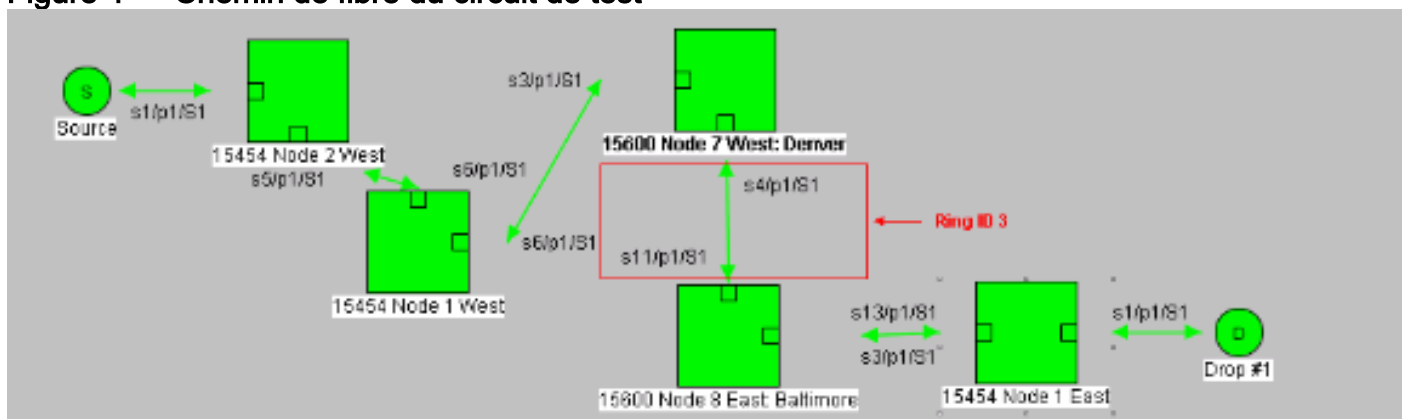 Figure 4 Chemin de fibre du circuit de test
S
Source
s1/p1/S1
15454 Node 2 West
s5/p1/S1
s6/p1/S1
15454 Node 1 West
s3/p1/S1
s6/p1/S1
15600 Node 7 West: Denver
s4/p1/S1
Ring ID 3
s11/p1/S1
15600 Node 8 East: Baltimore
s13/p1/S1
s3/p1/S1
15454 Node 1 East
s1/p1/S1
D
Drop #1